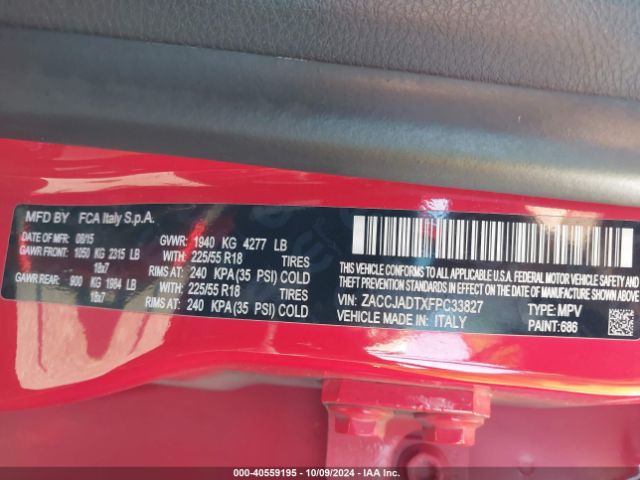 MFD BY FCA Italy S.p.A.
DATE OF MFR: 08/15 GVWR: 1940 KG 4277 LB
GAWR FRONT: 1050 KG 2315 LB WITH: 225/55 R18 TIRES
18x7 RIMS AT: 240 KPA(35 PSI) COLD
GAWR REAR: 900 KG 1984 LB WITH: 225/55 R18 TIRES
18x7 RIMS AT: 240 KPA(35 PSI) COLD
THIS VEHICLE CONFORMS TO ALL APPLICABLE U.S.A. FEDERAL MOTOR VEHICLE SAFETY, BUMPER, AND
THEFT PREVENTION STANDARDS IN EFFECT ON THE DATE OF MANUFACTURE SHOWN ABOVE
VIN: ZACCJADTXFPC33827 TYPE: MPV
VEHICLE MADE IN: ITALY PAINT: 686
000-40559195 - 10/09/2024 - IAA Inc.